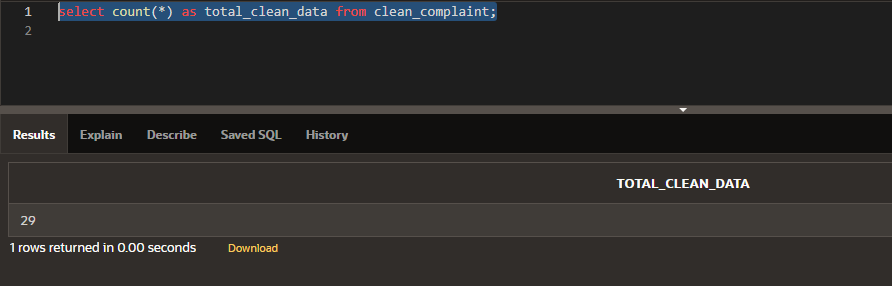 1 select count(*) as total_clean_data from clean_complaint;
2
Results Explain Describe Saved SQL History
TOTAL_CLEAN_DATA
29
1 rows returned in 0.00 seconds Download